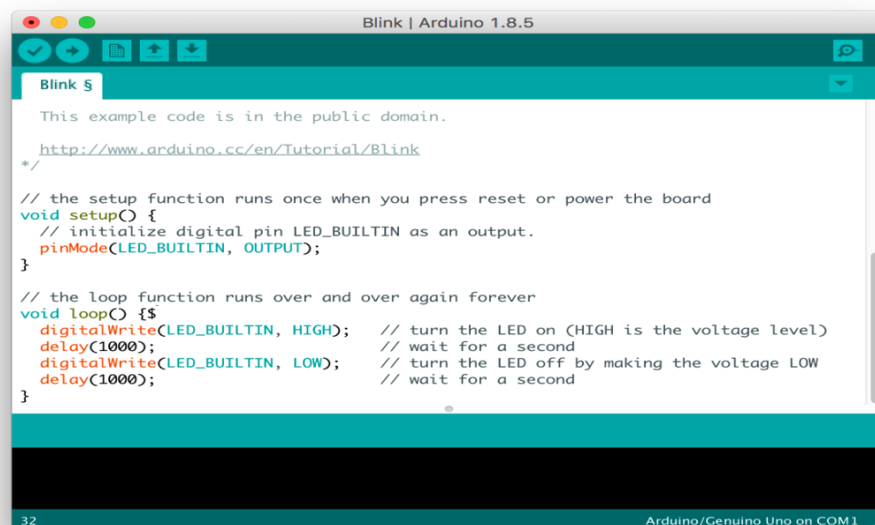 Blink | Arduino 1.8.5
Blink §
This example code is in the public domain.
http://www.arduino.cc/en/Tutorial/Blink
*/
// the setup function runs once when you press reset or power the board
void setup() {
// initialize digital pin LED_BUILTIN as an output.
pinMode(LED_BUILTIN, OUTPUT);
}
// the loop function runs over and over again forever
void loop() {$
digitalWrite(LED_BUILTIN, HIGH); // turn the LED on (HIGH is the voltage level)
delay(1000); // wait for a second
digitalWrite(LED_BUILTIN, LOW); // turn the LED off by making the voltage LOW
delay(1000); // wait for a second
}
32 Arduino/Genuino Uno on COM1